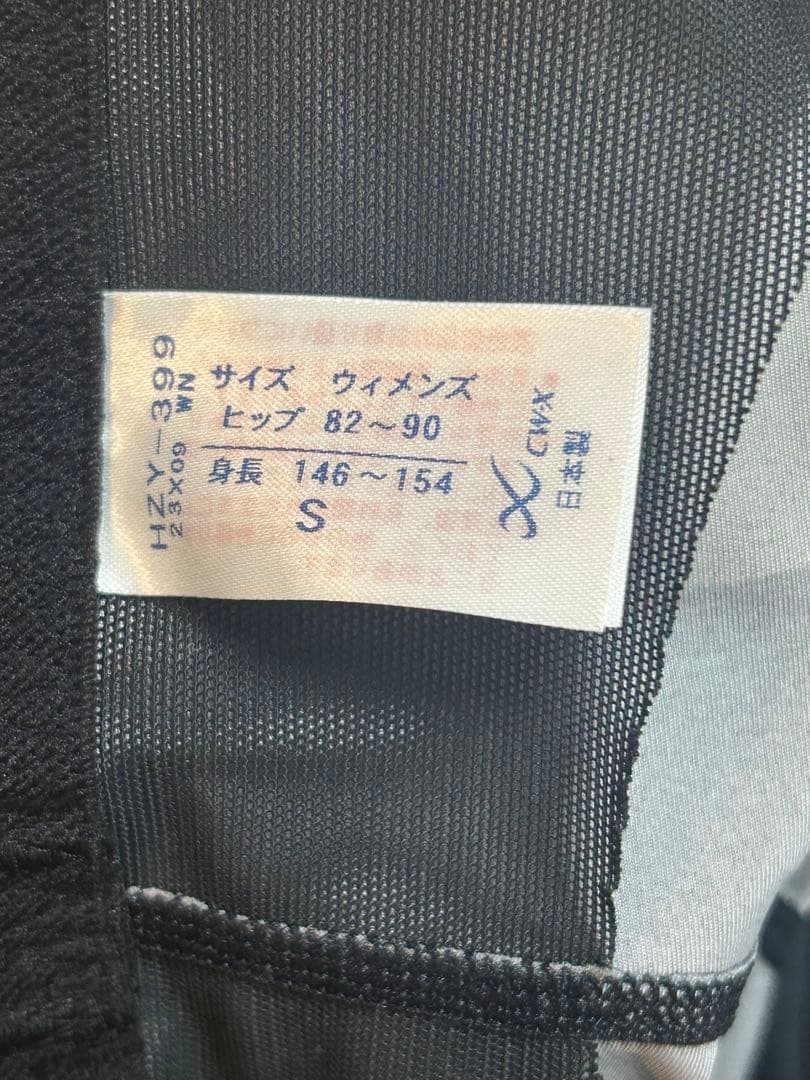 サイズ ウィメンズ
ヒップ 82～90
身長 146～154
S
HZY-399
23X09 WN
CW-X
日本製